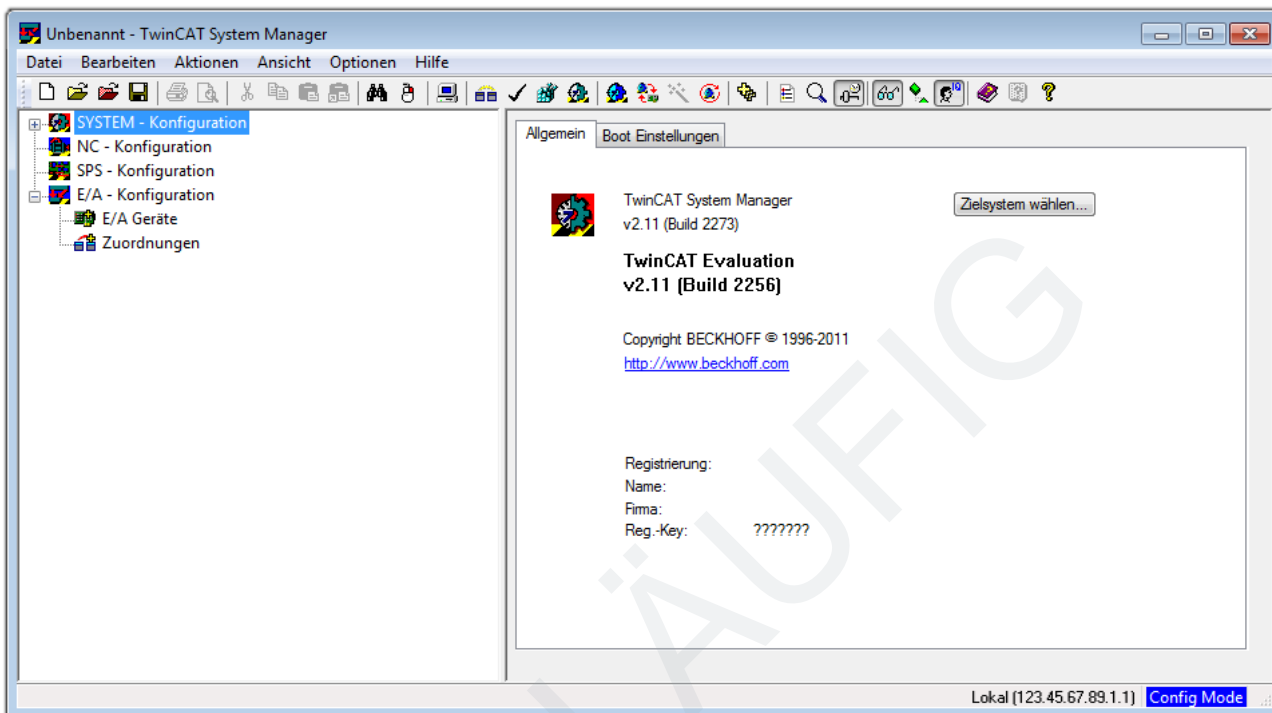 Unbenannt - TwinCAT System Manager
Datei Bearbeiten Aktionen Ansicht Optionen Hilfe
SYSTEM - Konfiguration
NC - Konfiguration
SPS - Konfiguration
E/A - Konfiguration
E/A Geräte
Zuordnungen
Allgemein Boot Einstellungen
TwinCAT System Manager
v2.11 (Build 2273)
Zielsystem wählen...
TwinCAT Evaluation
v2.11 (Build 2256)
Copyright BECKHOFF © 1996-2011
http://www.beckhoff.com
Registrierung:
Name:
Firma:
Reg.-Key: ???????
Lokal (123.45.67.89.1.1) Config Mode
ÄUFIG